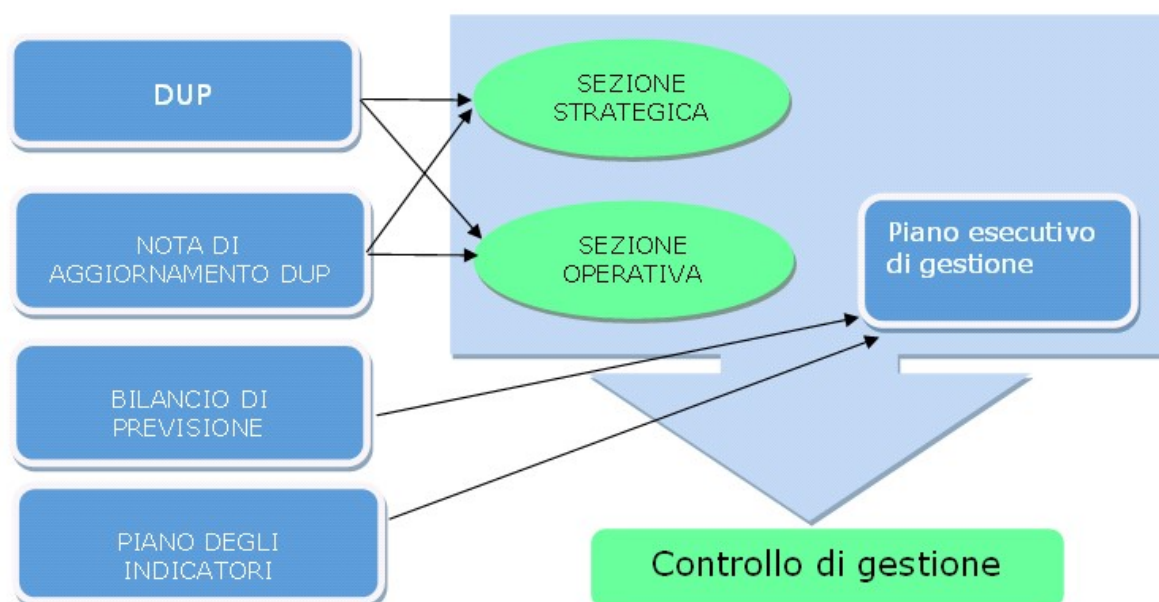 DUP
SEZIONE
STRATEGICA
NOTA DI
AGGIORNAMENTO DUP
SEZIONE
OPERATIVA
Piano esecutivo
di gestione
BILANCIO DI
PREVISIONE
PIANO DEGLI
INDICATORI
Controllo di gestione